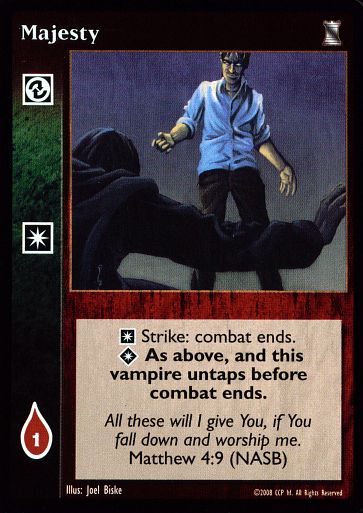 Majesty
Strike: combat ends.
As above, and this
vampire untaps before
combat ends.
All these will I give You, if You
fall down and worship me.
Matthew 4:9 (NASB)
1
Illus: Joel Biske
©2008 CCP hf. All Rights Reserved